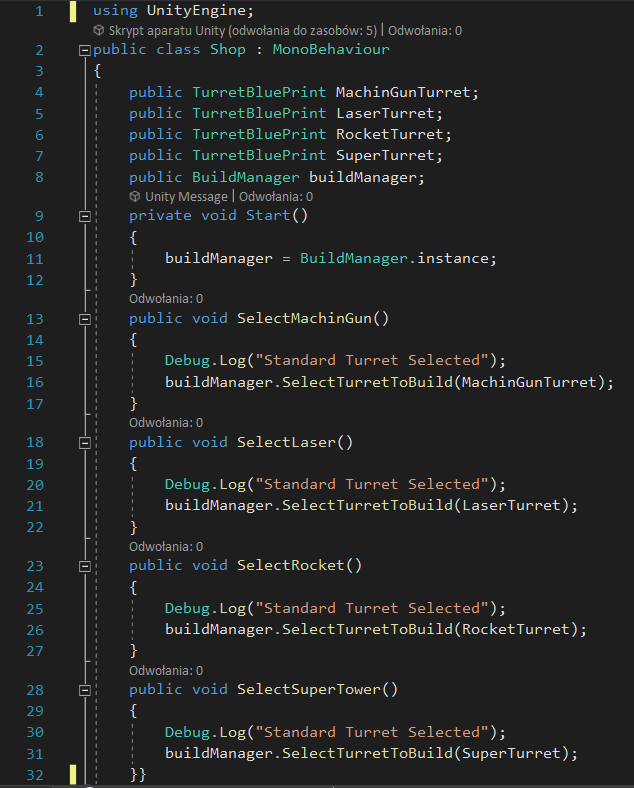 1 using UnityEngine;
Skrypt aparatu Unity (odwołania do zasobów: 5) | Odwołania: 0
2 public class Shop : MonoBehaviour
3 {
4 public TurretBluePrint MachinGunTurret;
5 public TurretBluePrint LaserTurret;
6 public TurretBluePrint RocketTurret;
7 public TurretBluePrint SuperTurret;
8 public BuildManager buildManager;
Unity Message | Odwołania: 0
9 private void Start()
10 {
11 buildManager = BuildManager.instance;
12 }
Odwołania: 0
13 public void SelectMachinGun()
14 {
15 Debug.Log("Standard Turret Selected");
16 buildManager.SelectTurretToBuild(MachinGunTurret);
17 }
Odwołania: 0
18 public void SelectLaser()
19 {
20 Debug.Log("Standard Turret Selected");
21 buildManager.SelectTurretToBuild(LaserTurret);
22 }
Odwołania: 0
23 public void SelectRocket()
24 {
25 Debug.Log("Standard Turret Selected");
26 buildManager.SelectTurretToBuild(RocketTurret);
27 }
Odwołania: 0
28 public void SelectSuperTower()
29 {
30 Debug.Log("Standard Turret Selected");
31 buildManager.SelectTurretToBuild(SuperTurret);
32 }}